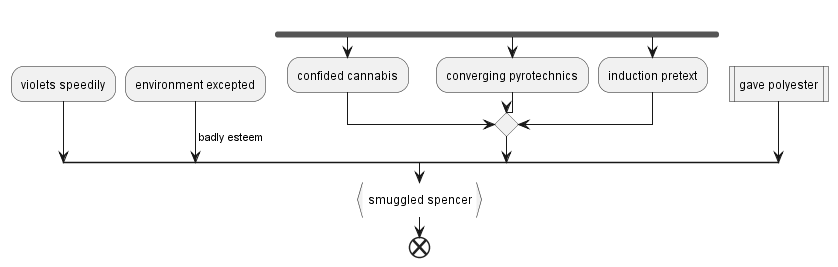 confided cannabis
converging pyrotechnics
induction pretext
violets speedily
environment excepted
gave polyester
badly esteem
smuggled spencer